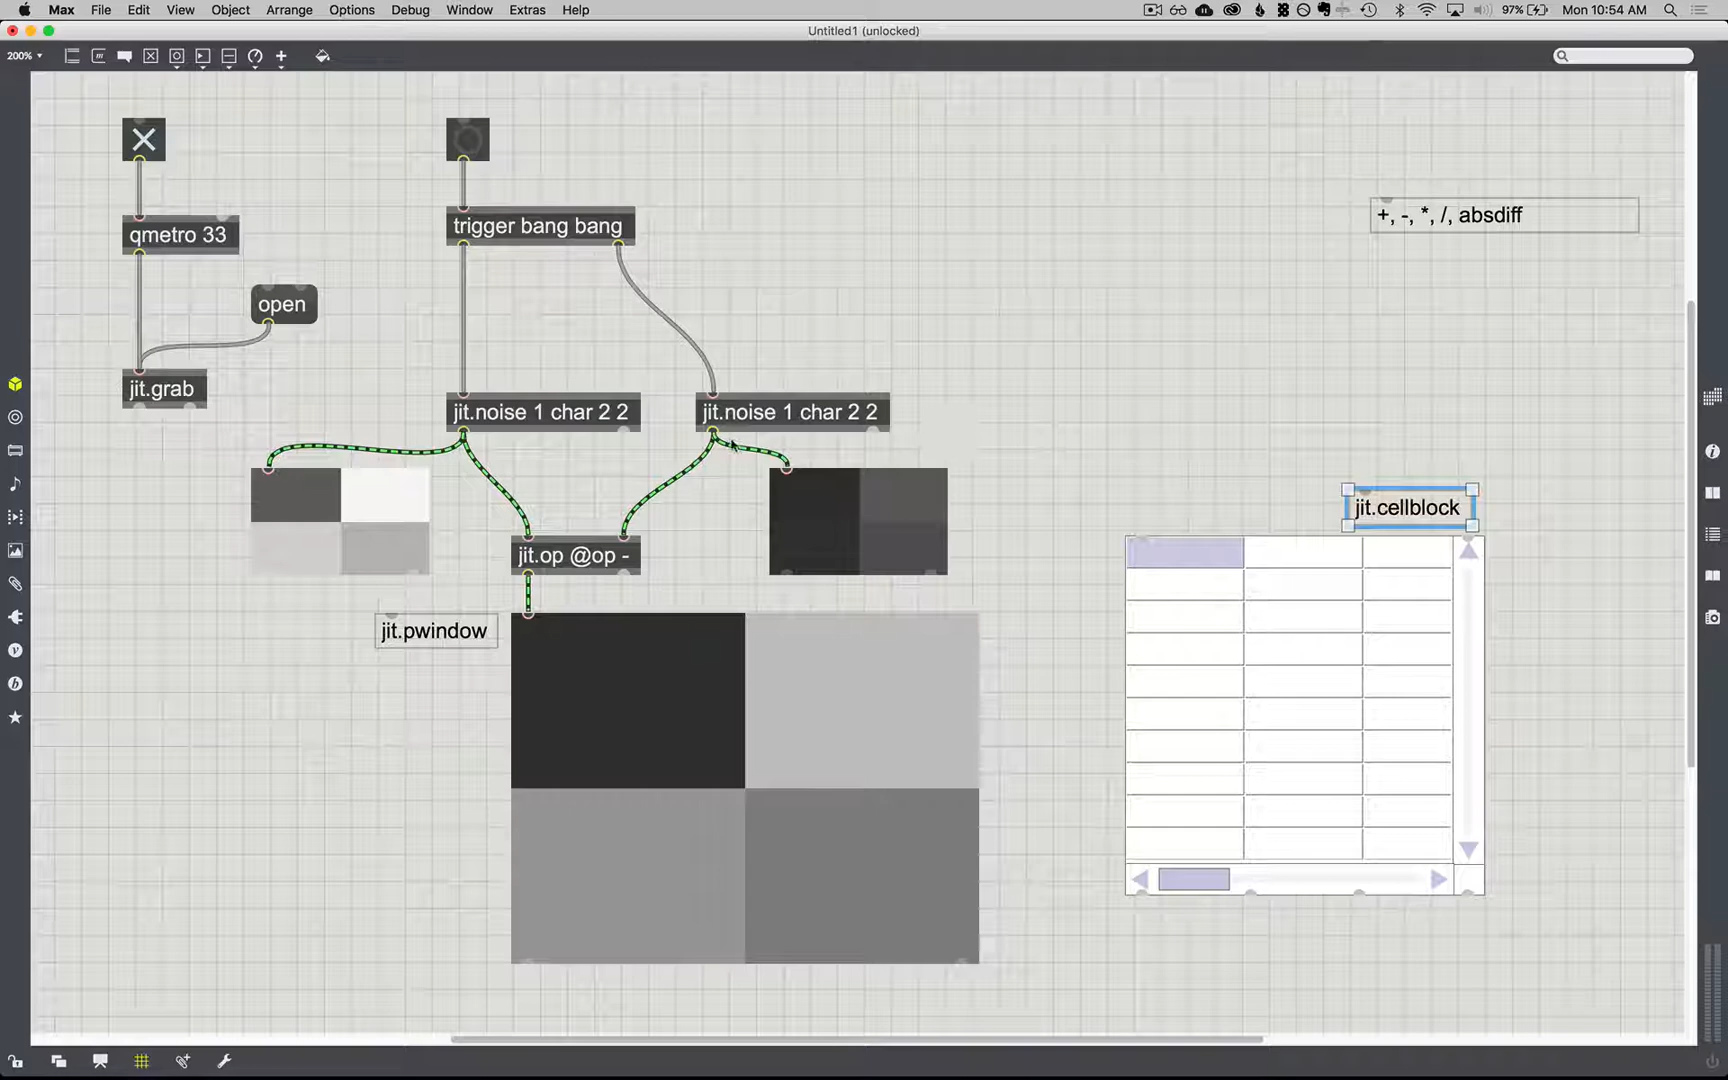 Max File Edit View Object Arrange Options Debug Window Extras Help
97% Mon 10:54 AM
Untitled1 (unlocked)
200%
+, -, *, /, absdiff
trigger bang bang
qmetro 33
open
jit.grab
jit.noise 1 char 2 2
jit.noise 1 char 2 2
jit.cellblock
jit.op @op -
jit.pwindow